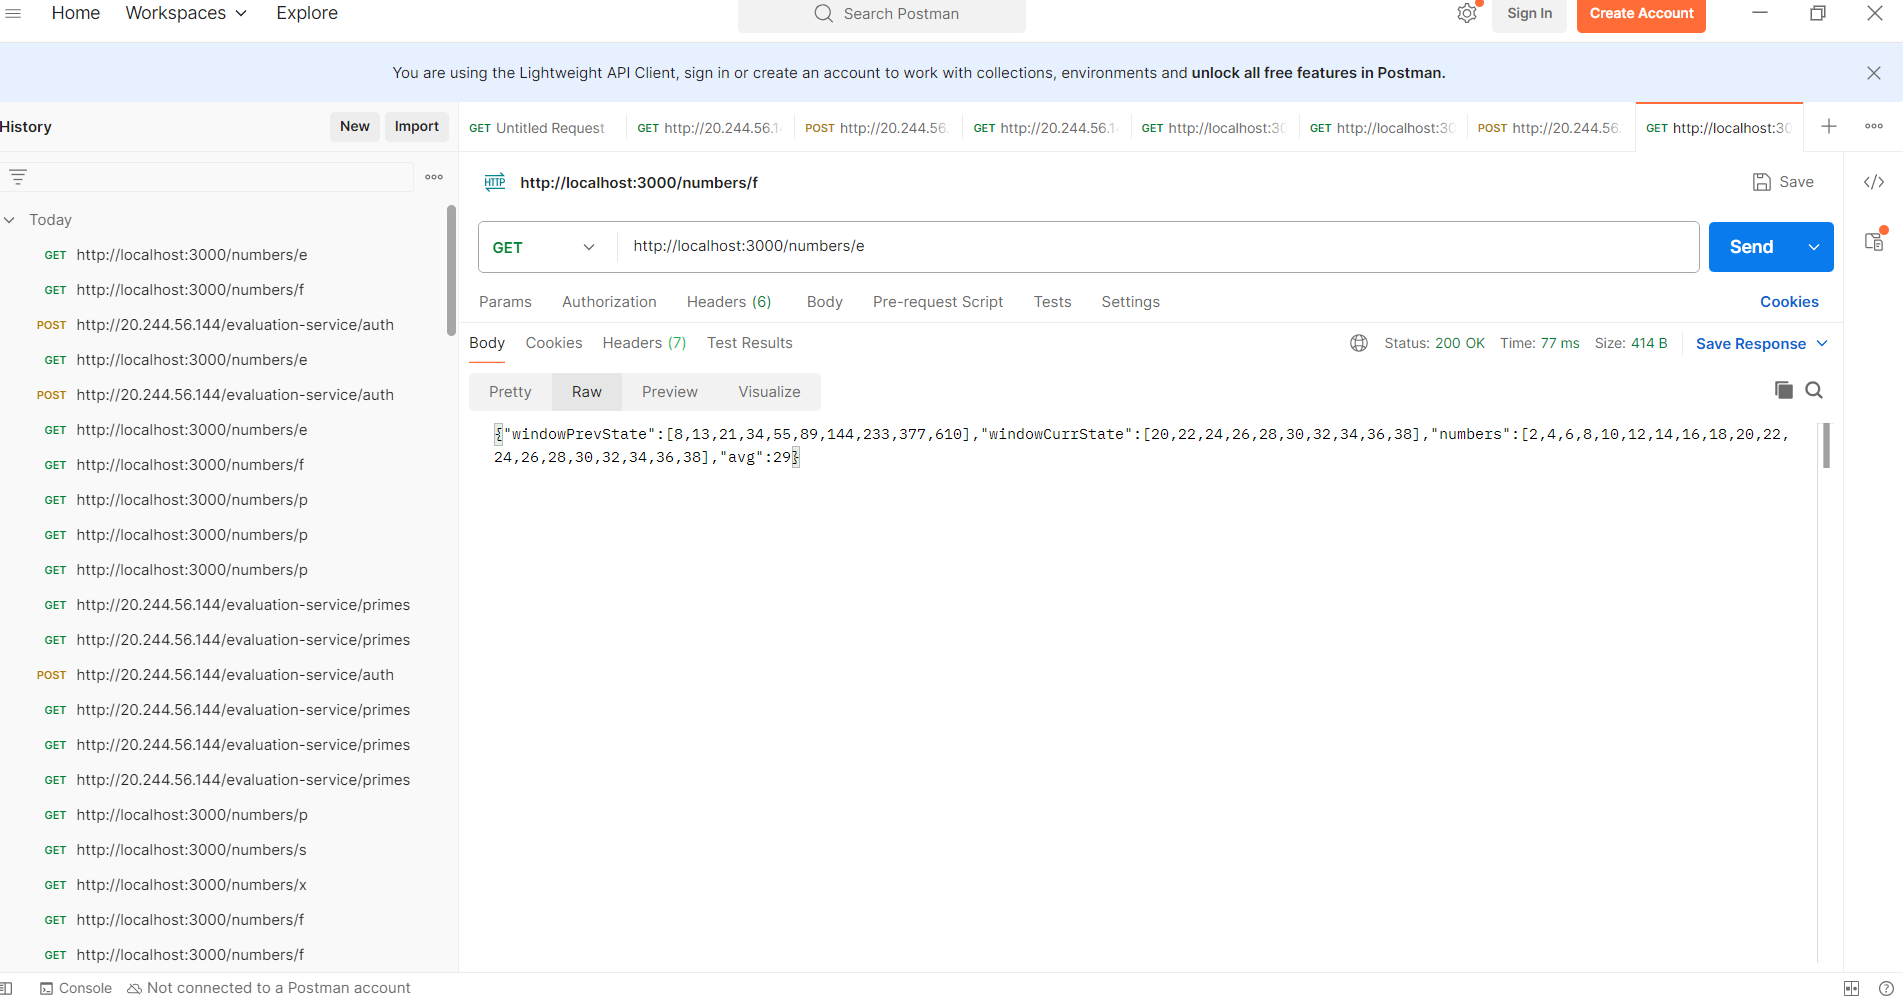 Home Workspaces Explore Search Postman Sign In Create Account
You are using the Lightweight API Client, sign in or create an account to work with collections, environments and unlock all free features in Postman.
History New Import
GET Untitled Request GET http://20.244.56.1 POST http://20.244.56. GET http://20.244.56.1 GET http://localhost:30 GET http://localhost:30 POST http://20.244.56. GET http://localhost:30
HTTP http://localhost:3000/numbers/f Save
GET http://localhost:3000/numbers/e Send
Params Authorization Headers (6) Body Pre-request Script Tests Settings Cookies
Body Cookies Headers (7) Test Results Status: 200 OK Time: 77 ms Size: 414 B Save Response
Pretty Raw Preview Visualize
{"windowPrevState":[8,13,21,34,55,89,144,233,377,610],"windowCurrState":[20,22,24,26,28,30,32,34,36,38],"numbers":[2,4,6,8,10,12,14,16,18,20,22,
24,26,28,30,32,34,36,38],"avg":29}
Today
GET http://localhost:3000/numbers/e
GET http://localhost:3000/numbers/f
POST http://20.244.56.144/evaluation-service/auth
GET http://localhost:3000/numbers/e
POST http://20.244.56.144/evaluation-service/auth
GET http://localhost:3000/numbers/e
GET http://localhost:3000/numbers/f
GET http://localhost:3000/numbers/p
GET http://localhost:3000/numbers/p
GET http://localhost:3000/numbers/p
GET http://20.244.56.144/evaluation-service/primes
GET http://20.244.56.144/evaluation-service/primes
POST http://20.244.56.144/evaluation-service/auth
GET http://20.244.56.144/evaluation-service/primes
GET http://20.244.56.144/evaluation-service/primes
GET http://20.244.56.144/evaluation-service/primes
GET http://localhost:3000/numbers/p
GET http://localhost:3000/numbers/s
GET http://localhost:3000/numbers/x
GET http://localhost:3000/numbers/f
GET http://localhost:3000/numbers/f
Console Not connected to a Postman account